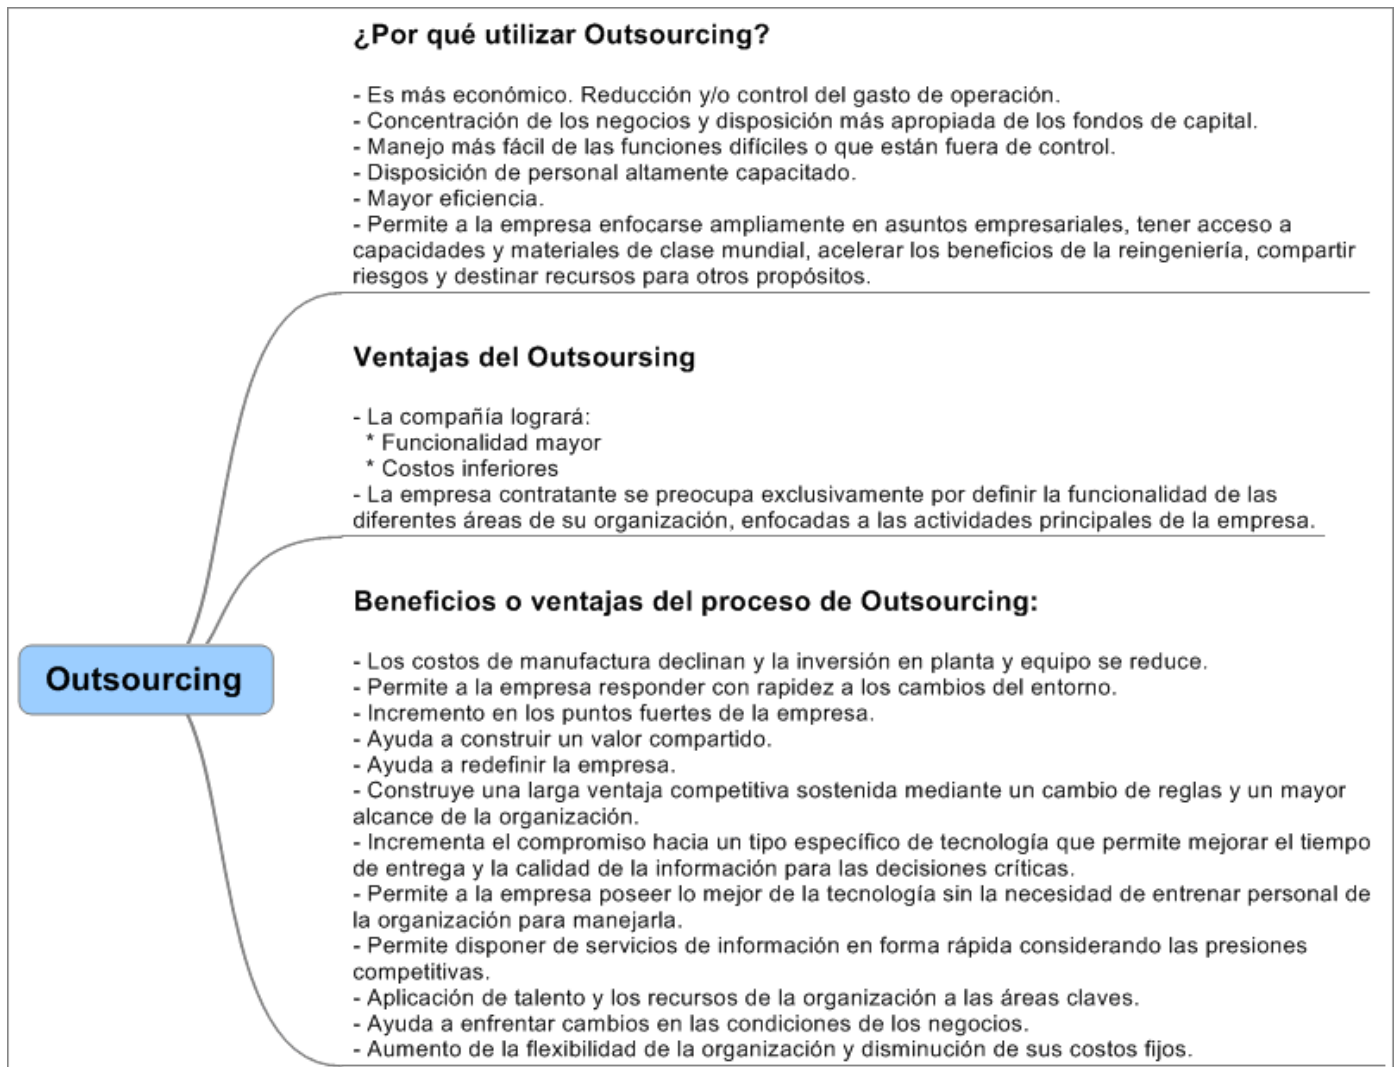 ¿Por qué utilizar Outsourcing?
- Es más económico. Reducción y/o control del gasto de operación.
- Concentración de los negocios y disposición más apropiada de los fondos de capital.
- Manejo más fácil de las funciones difíciles o que están fuera de control.
- Disposición de personal altamente capacitado.
- Mayor eficiencia.
- Permite a la empresa enfocarse ampliamente en asuntos empresariales, tener acceso a
capacidades y materiales de clase mundial, acelerar los beneficios de la reingeniería, compartir
riesgos y destinar recursos para otros propósitos.
Ventajas del Outsoursing
- La compañía logrará:
* Funcionalidad mayor
* Costos inferiores
- La empresa contratante se preocupa exclusivamente por definir la funcionalidad de las
diferentes áreas de su organización, enfocadas a las actividades principales de la empresa.
Beneficios o ventajas del proceso de Outsourcing:
- Los costos de manufactura declinan y la inversión en planta y equipo se reduce.
- Permite a la empresa responder con rapidez a los cambios del entorno.
- Incremento en los puntos fuertes de la empresa.
- Ayuda a construir un valor compartido.
- Ayuda a redefinir la empresa.
- Construye una larga ventaja competitiva sostenida mediante un cambio de reglas y un mayor
alcance de la organización.
- Incrementa el compromiso hacia un tipo específico de tecnología que permite mejorar el tiempo
de entrega y la calidad de la información para las decisiones críticas.
- Permite a la empresa poseer lo mejor de la tecnología sin la necesidad de entrenar personal de
la organización para manejarla.
- Permite disponer de servicios de información en forma rápida considerando las presiones
competitivas.
- Aplicación de talento y los recursos de la organización a las áreas claves.
- Ayuda a enfrentar cambios en las condiciones de los negocios.
- Aumento de la flexibilidad de la organización y disminución de sus costos fijos.
Outsourcing